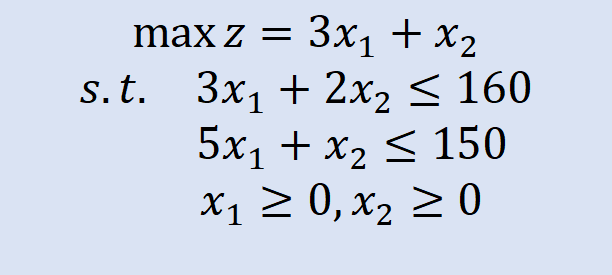 max z = 3x₁ + x₂
s.t. 3x₁ + 2x₂ ≤ 160
5x₁ + x₂ ≤ 150
x₁ ≥ 0, x₂ ≥ 0